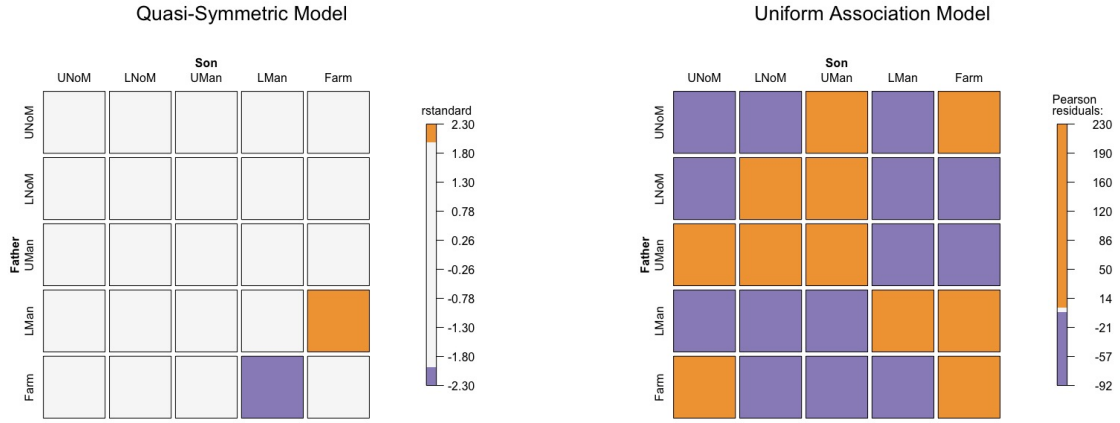 Quasi-Symmetric Model
Son
UNoM LNoM UMan LMan Farm
Father
UNoM
LNoM
UMan
LMan
Farm
rstandard
2.30
1.80
1.30
0.78
0.26
-0.26
-0.78
-1.30
-1.80
-2.30
Uniform Association Model
Son
UNoM LNoM UMan LMan Farm
Father
UNoM
LNoM
UMan
LMan
Farm
Pearson
residuals:
230
190
160
120
86
50
14
-21
-57
-92